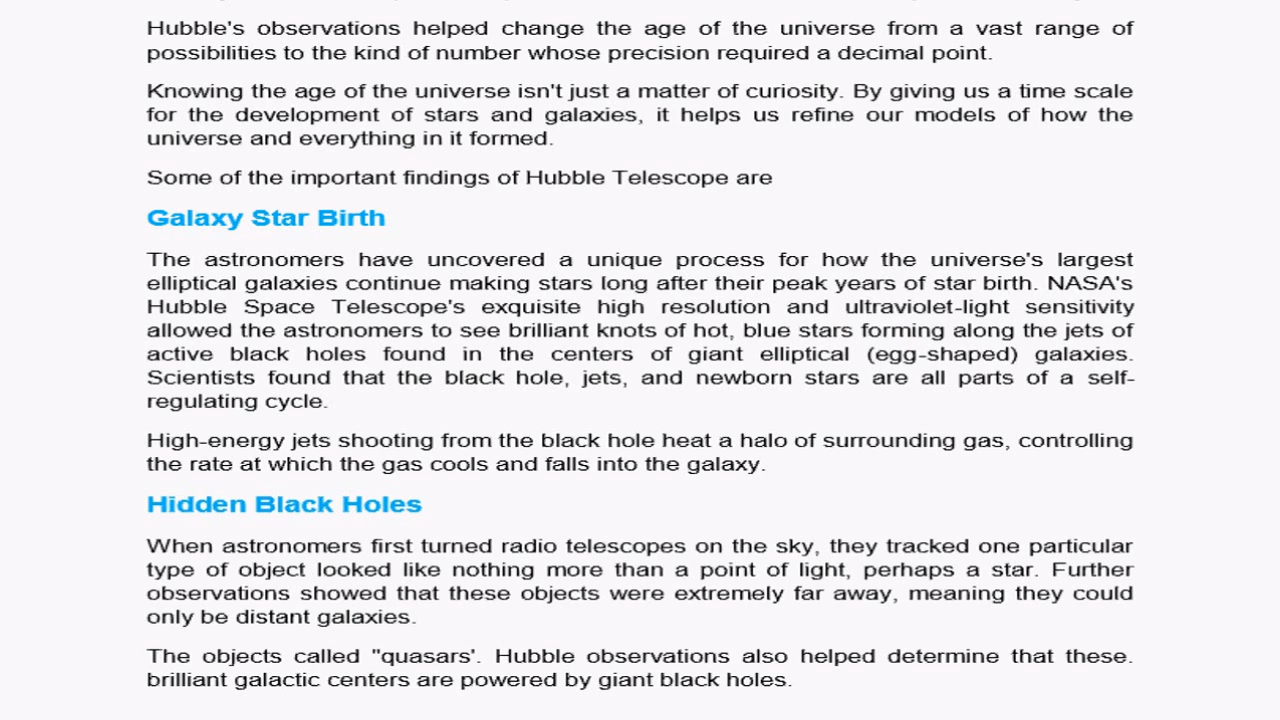 Hubble's observations helped change the age of the universe from a vast range of
possibilities to the kind of number whose precision required a decimal point.
Knowing the age of the universe isn't just a matter of curiosity. By giving us a time scale
for the development of stars and galaxies, it helps us refine our models of how the
universe and everything in it formed.
Some of the important findings of Hubble Telescope are
Galaxy Star Birth
The astronomers have uncovered a unique process for how the universe's largest
elliptical galaxies continue making stars long after their peak years of star birth. NASA's
Hubble Space Telescope's exquisite high resolution and ultraviolet-light sensitivity
allowed the astronomers to see brilliant knots of hot, blue stars forming along the jets of
active black holes found in the centers of giant elliptical (egg-shaped) galaxies.
Scientists found that the black hole, jets, and newborn stars are all parts of a self-
regulating cycle.
High-energy jets shooting from the black hole heat a halo of surrounding gas, controlling
the rate at which the gas cools and falls into the galaxy.
Hidden Black Holes
When astronomers first turned radio telescopes on the sky, they tracked one particular
type of object looked like nothing more than a point of light, perhaps a star. Further
observations showed that these objects were extremely far away, meaning they could
only be distant galaxies.
The objects called "quasars'. Hubble observations also helped determine that these.
brilliant galactic centers are powered by giant black holes.